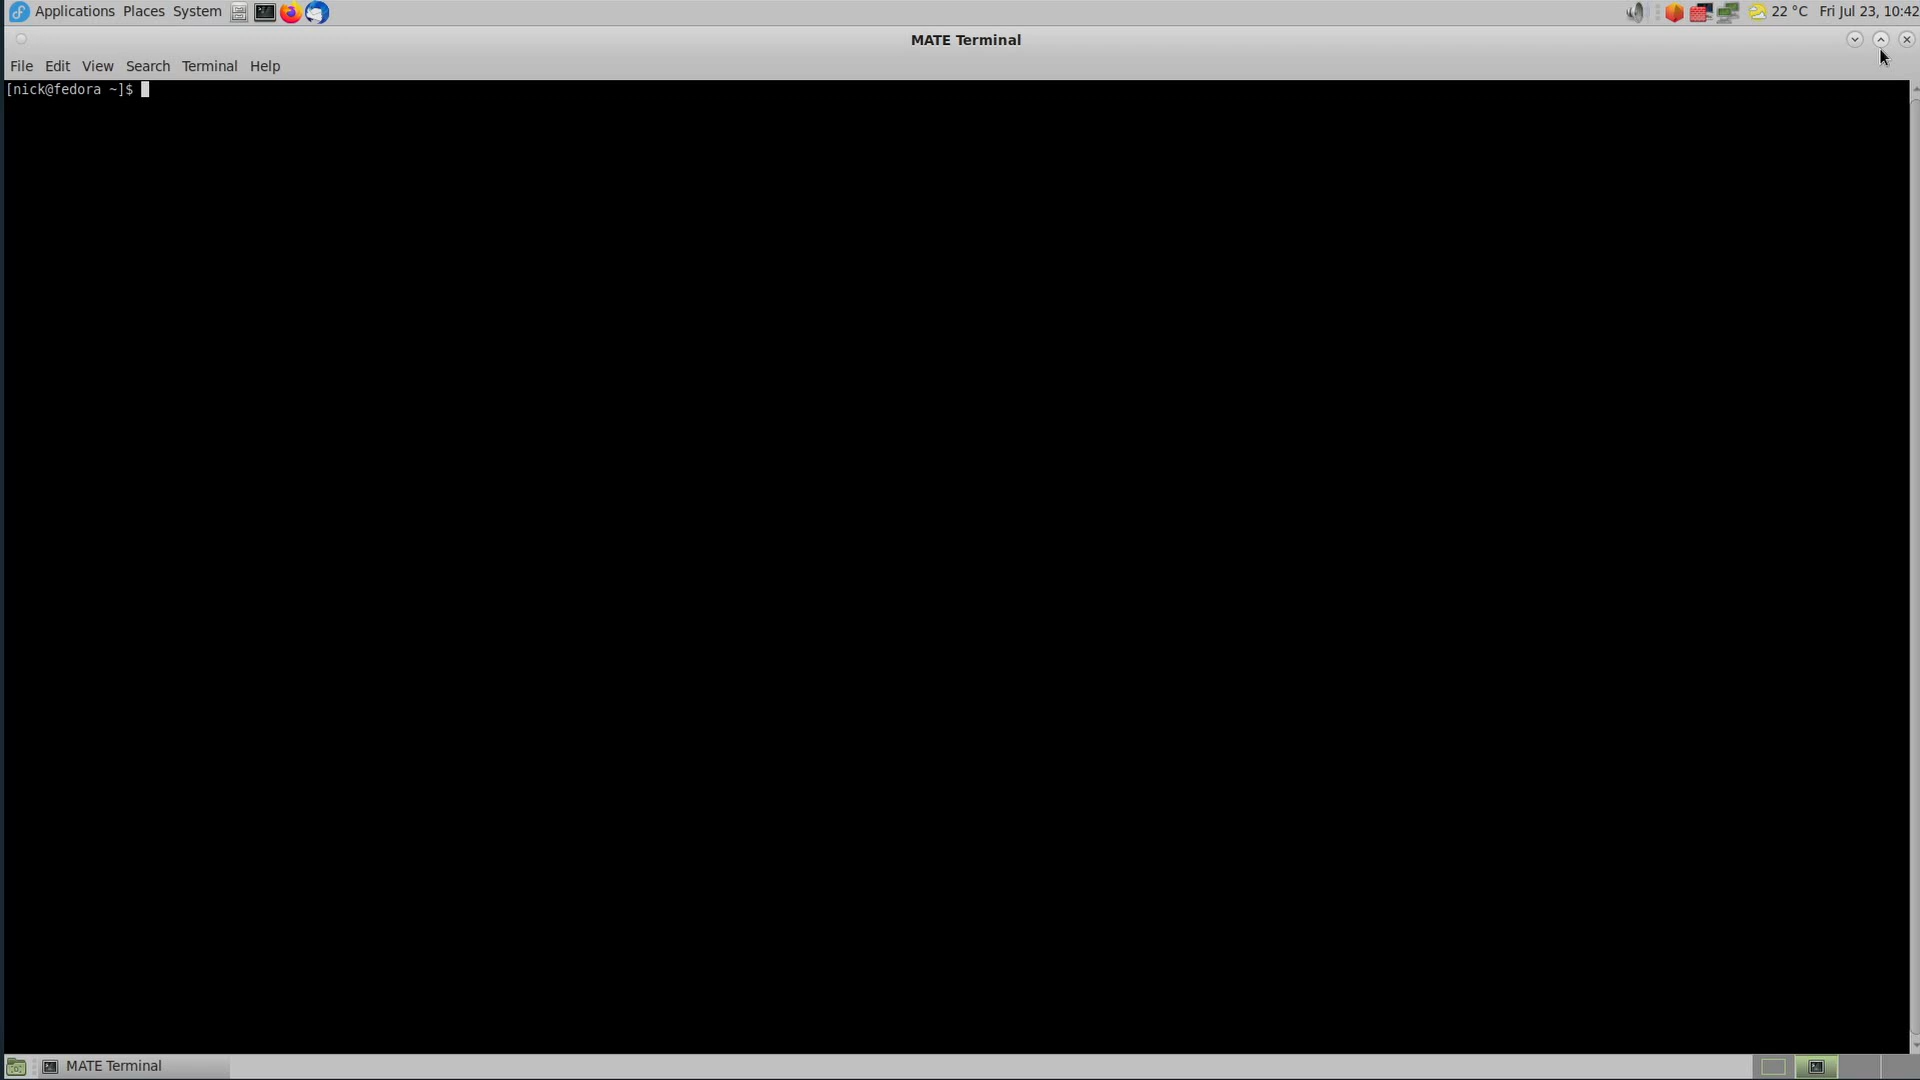 Applications Places System 22 °C Fri Jul 23, 10:42
MATE Terminal
File Edit View Search Terminal Help
[nick@fedora ~]$
MATE Terminal